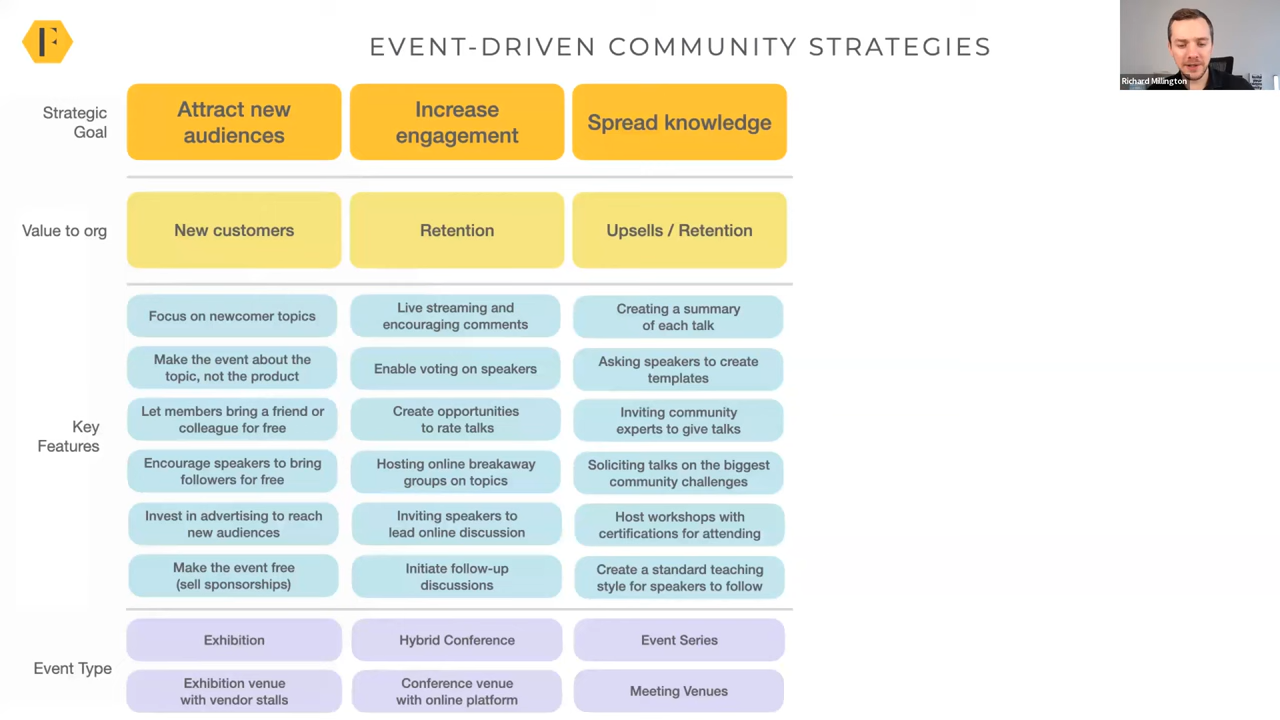 F
EVENT-DRIVEN COMMUNITY STRATEGIES
Richard Millington
Strategic
Goal
Attract new
audiences
Increase
engagement
Spread knowledge
Value to org
New customers
Retention
Upsells / Retention
Key
Features
Focus on newcomer topics
Live streaming and
encouraging comments
Creating a summary
of each talk
Make the event about the
topic, not the product
Enable voting on speakers
Asking speakers to create
templates
Let members bring a friend or
colleague for free
Create opportunities
to rate talks
Inviting community
experts to give talks
Encourage speakers to bring
followers for free
Hosting online breakaway
groups on topics
Soliciting talks on the biggest
community challenges
Invest in advertising to reach
new audiences
Inviting speakers to
lead online discussion
Host workshops with
certifications for attending
Make the event free
(sell sponsorships)
Initiate follow-up
discussions
Create a standard teaching
style for speakers to follow
Event Type
Exhibition
Hybrid Conference
Event Series
Exhibition venue
with vendor stalls
Conference venue
with online platform
Meeting Venues